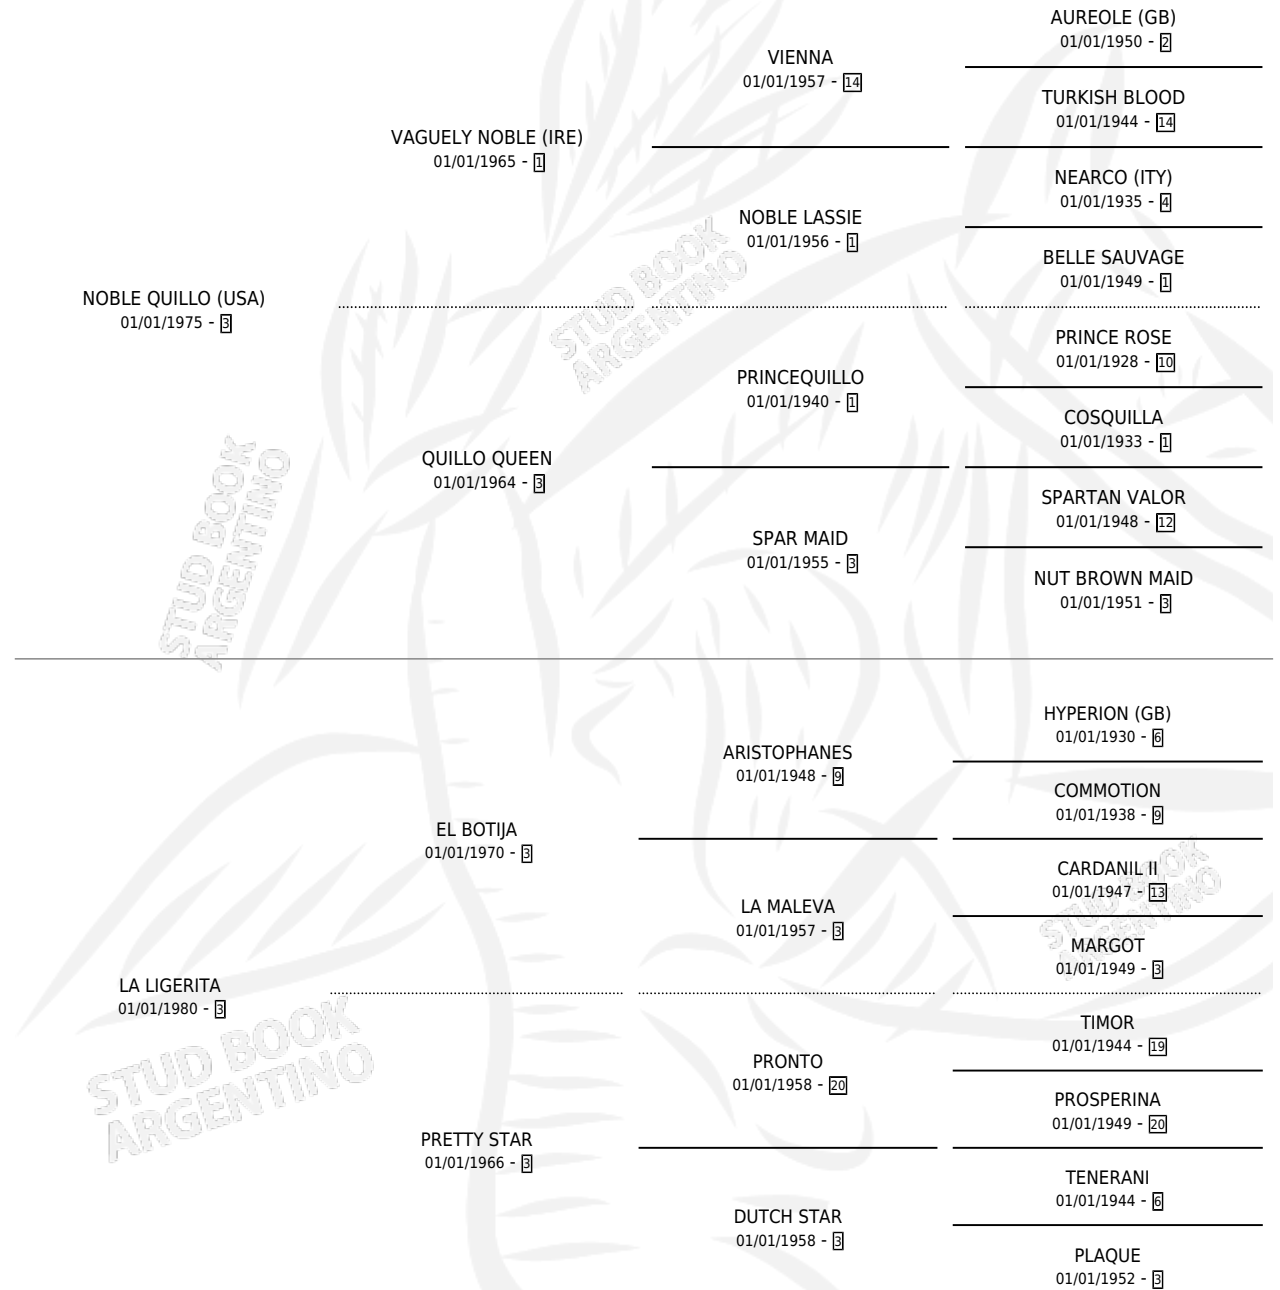 AUREOLE (GB)
01/01/1950 - 2
VIENNA
01/01/1957 - 14
TURKISH BLOOD
01/01/1944 - 14
VAGUELY NOBLE (IRE)
01/01/1965 - 1
NEARCO (ITY)
01/01/1935 - 4
NOBLE LASSIE
01/01/1956 - 1
BELLE SAUVAGE
01/01/1949 - 1
NOBLE QUILLO (USA)
01/01/1975 - 3
PRINCE ROSE
01/01/1928 - 10
PRINCEQUILLO
01/01/1940 - 1
COSQUILLA
01/01/1933 - 1
QUILLO QUEEN
01/01/1964 - 3
SPARTAN VALOR
01/01/1948 - 12
SPAR MAID
01/01/1955 - 3
NUT BROWN MAID
01/01/1951 - 3
HYPERION (GB)
01/01/1930 - 6
ARISTOPHANES
01/01/1948 - 9
COMMOTION
01/01/1938 - 9
EL BOTIJA
01/01/1970 - 3
CARDANIL II
01/01/1947 - 13
LA MALEVA
01/01/1957 - 3
MARGOT
01/01/1949 - 3
LA LIGERITA
01/01/1980 - 3
TIMOR
01/01/1944 - 19
PRONTO
01/01/1958 - 20
PROSPERINA
01/01/1949 - 20
PRETTY STAR
01/01/1966 - 3
TENERANI
01/01/1944 - 6
DUTCH STAR
01/01/1958 - 3
PLAQUE
01/01/1952 - 3
STUD BOOK
ARGENTINO
STUD BOOK
ARGENTINO
STUD BOOK
ARGENTINO
STUD BOOK
ARGENTINO